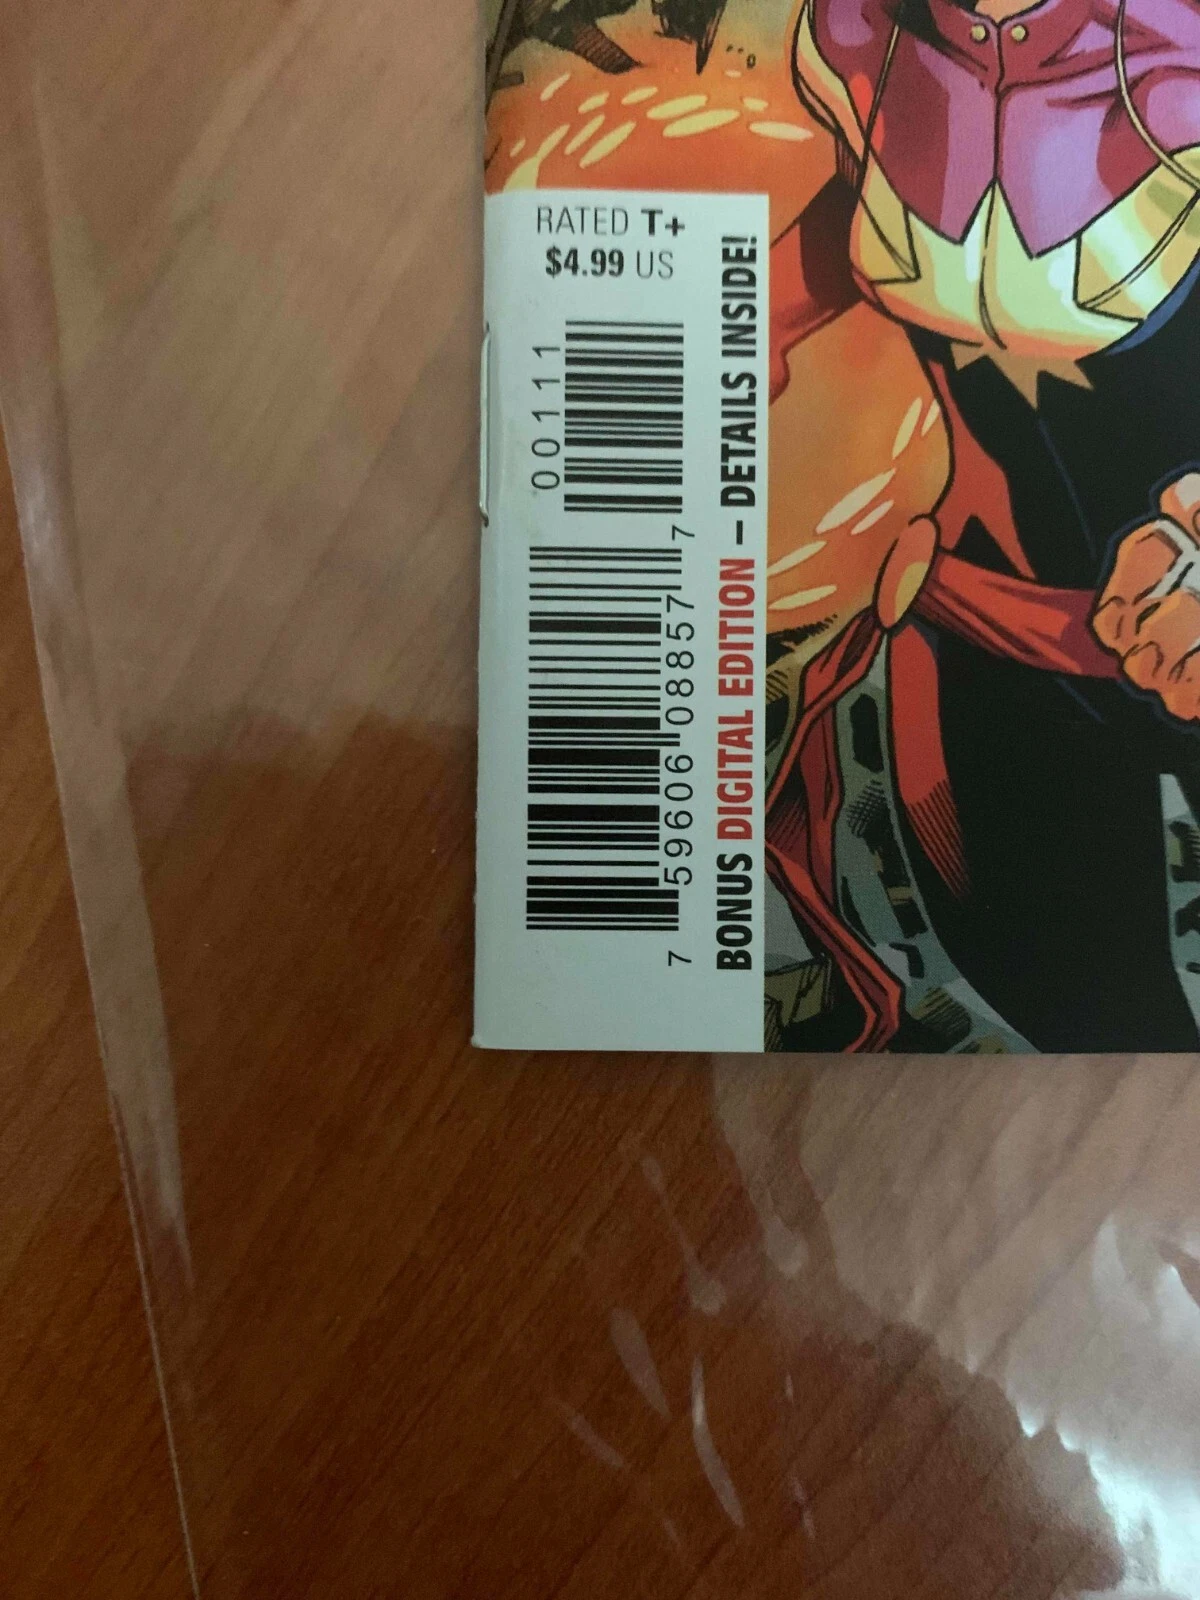 RATED T+
$4.99 US
00111
7 59606 08857 7
BONUS DIGITAL EDITION – DETAILS INSIDE!